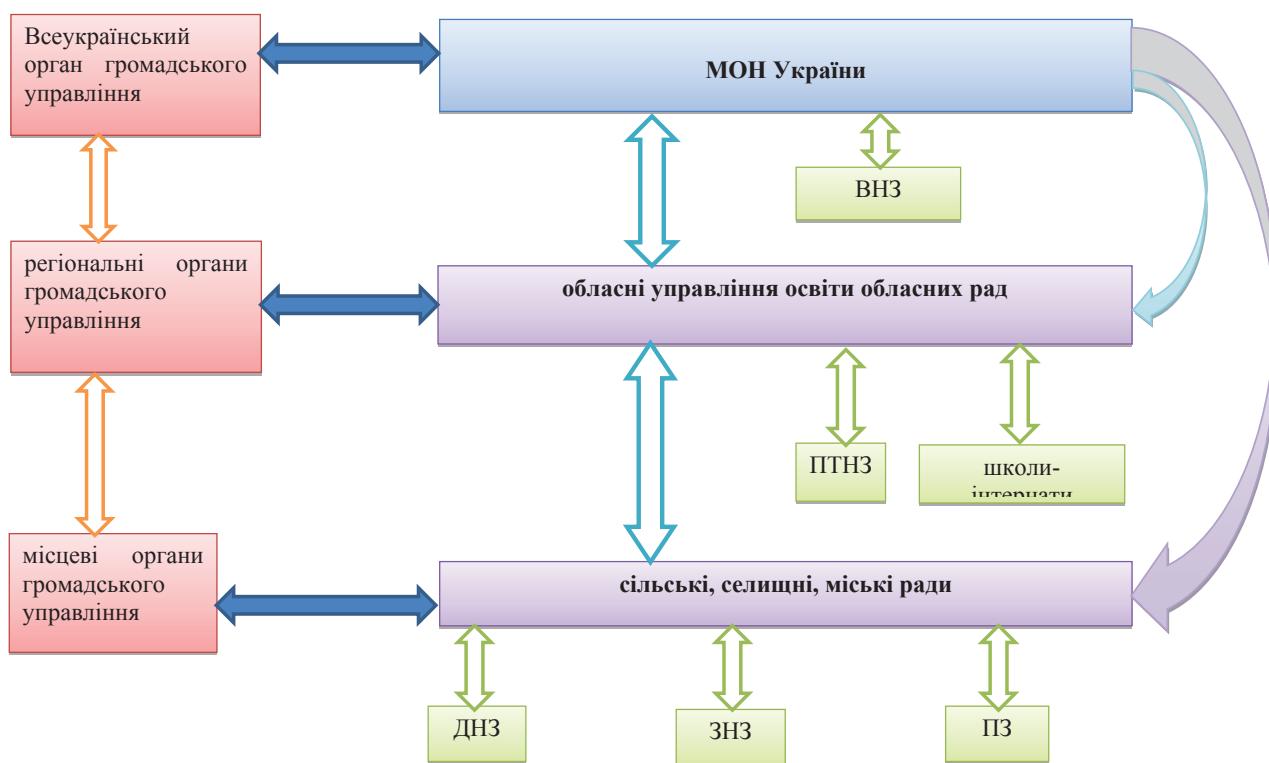 Всеукраїнський
орган громадського
управління
МОН України
ВНЗ
регіональні органи
громадського
управління
обласні управління освіти обласних рад
ПТНЗ
школи-
інтернати
місцеві органи
громадського
управління
сільські, селищні, міські ради
ДНЗ
ЗНЗ
ПЗ